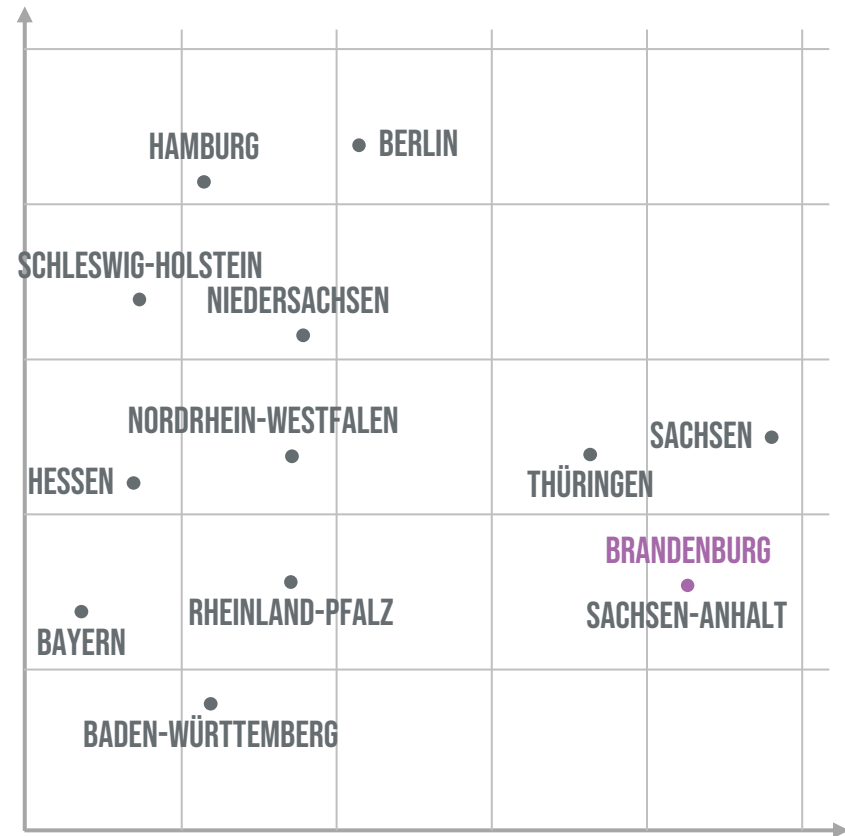 HAMBURG
BERLIN
SCHLESWIG-HOLSTEIN
NIEDERSACHSEN
NORDRHEIN-WESTFALEN
SACHSEN
HESSEN
THÜRINGEN
BRANDENBURG
RHEINLAND-PFALZ
SACHSEN-ANHALT
BAYERN
BADEN-WÜRTTEMBERG